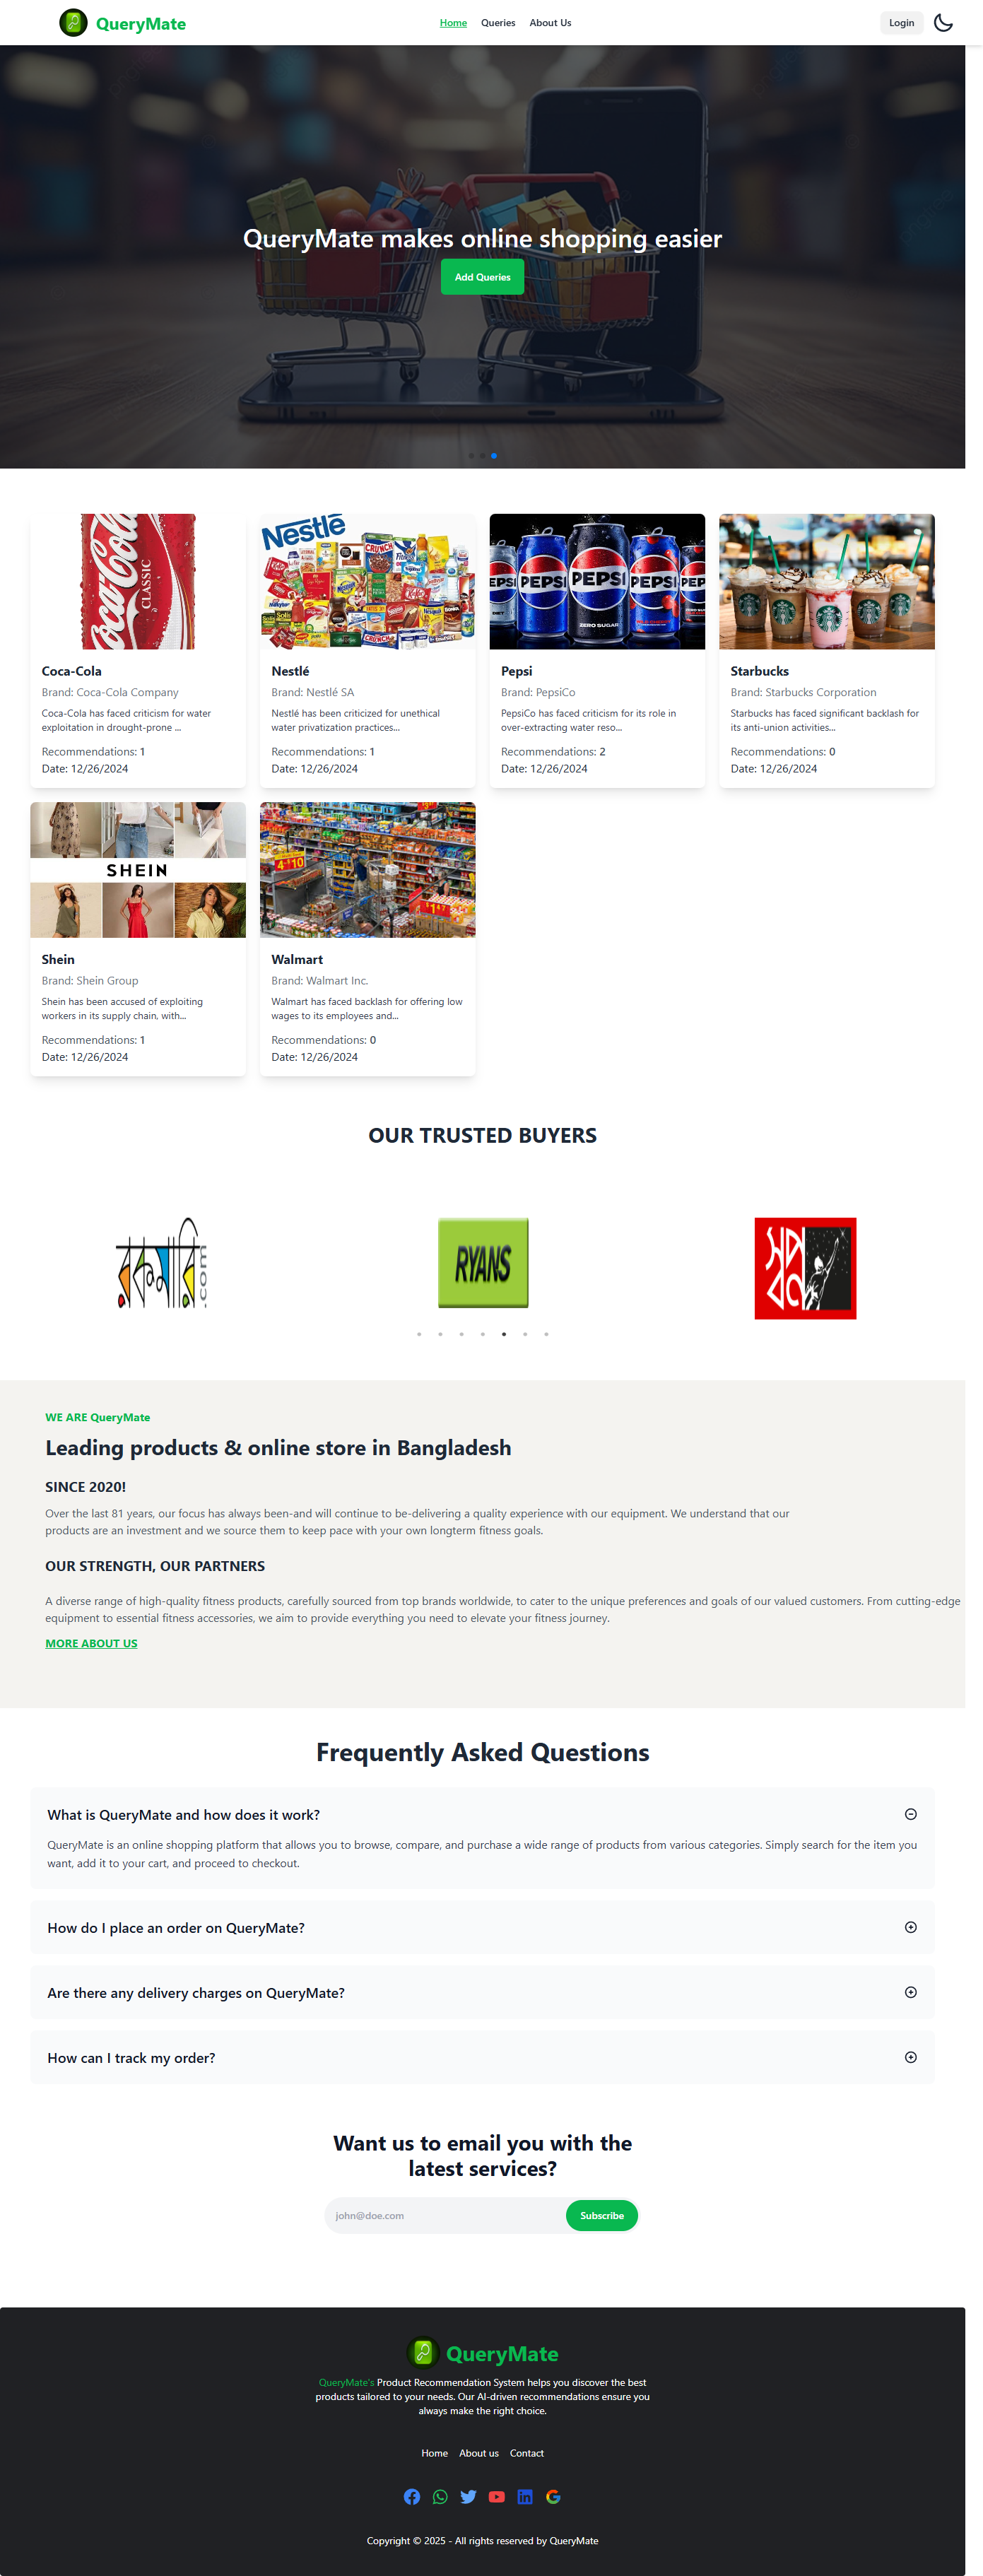 QueryMate
Home Queries About Us
Login
QueryMate makes online shopping easier
Add Queries
Coca-Cola
CLASSIC
Nestlé
PEPSI PEPSI PEPSI
ZERO SUGAR
Coca-Cola
Brand: Coca-Cola Company
Coca-Cola has faced criticism for water
exploitation in drought-prone ...
Recommendations: 1
Date: 12/26/2024
Nestlé
Brand: Nestlé SA
Nestlé has been criticized for unethical
water privatization practices...
Recommendations: 1
Date: 12/26/2024
Pepsi
Brand: PepsiCo
PepsiCo has faced criticism for its role in
over-extracting water reso...
Recommendations: 2
Date: 12/26/2024
Starbucks
Brand: Starbucks Corporation
Starbucks has faced significant backlash for
its anti-union activities...
Recommendations: 0
Date: 12/26/2024
SHEIN
Shein
Brand: Shein Group
Shein has been accused of exploiting
workers in its supply chain, with...
Recommendations: 1
Date: 12/26/2024
Walmart
Brand: Walmart Inc.
Walmart has faced backlash for offering low
wages to its employees and...
Recommendations: 0
Date: 12/26/2024
OUR TRUSTED BUYERS
রকমারি.com
RYANS
স্বপ্ন
WE ARE QueryMate
Leading products & online store in Bangladesh
SINCE 2020!
Over the last 81 years, our focus has always been-and will continue to be-delivering a quality experience with our equipment. We understand that our
products are an investment and we source them to keep pace with your own longterm fitness goals.
OUR STRENGTH, OUR PARTNERS
A diverse range of high-quality fitness products, carefully sourced from top brands worldwide, to cater to the unique preferences and goals of our valued customers. From cutting-edge
equipment to essential fitness accessories, we aim to provide everything you need to elevate your fitness journey.
MORE ABOUT US
Frequently Asked Questions
What is QueryMate and how does it work?
QueryMate is an online shopping platform that allows you to browse, compare, and purchase a wide range of products from various categories. Simply search for the item you
want, add it to your cart, and proceed to checkout.
How do I place an order on QueryMate?
Are there any delivery charges on QueryMate?
How can I track my order?
Want us to email you with the
latest services?
john@doe.com
Subscribe
QueryMate
QueryMate's Product Recommendation System helps you discover the best
products tailored to your needs. Our AI-driven recommendations ensure you
always make the right choice.
Home About us Contact
Copyright © 2025 - All rights reserved by QueryMate